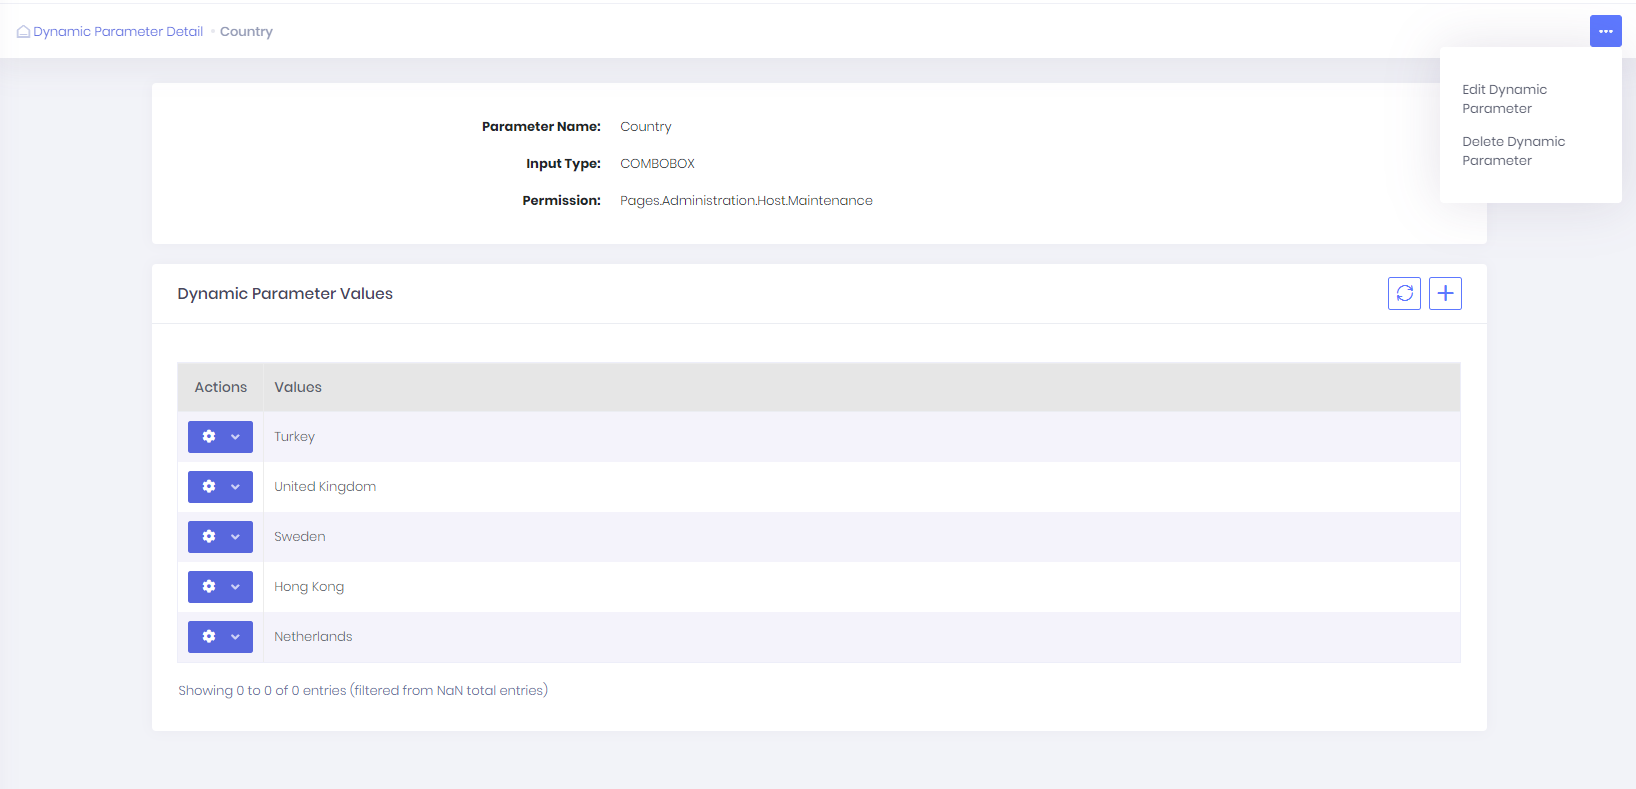 Dynamic Parameter Detail • Country
Edit Dynamic
Parameter
Delete Dynamic
Parameter
Parameter Name: Country
Input Type: COMBOBOX
Permission: Pages.Administration.Host.Maintenance
Dynamic Parameter Values
Actions Values
Turkey
United Kingdom
Sweden
Hong Kong
Netherlands
Showing 0 to 0 of 0 entries (filtered from NaN total entries)